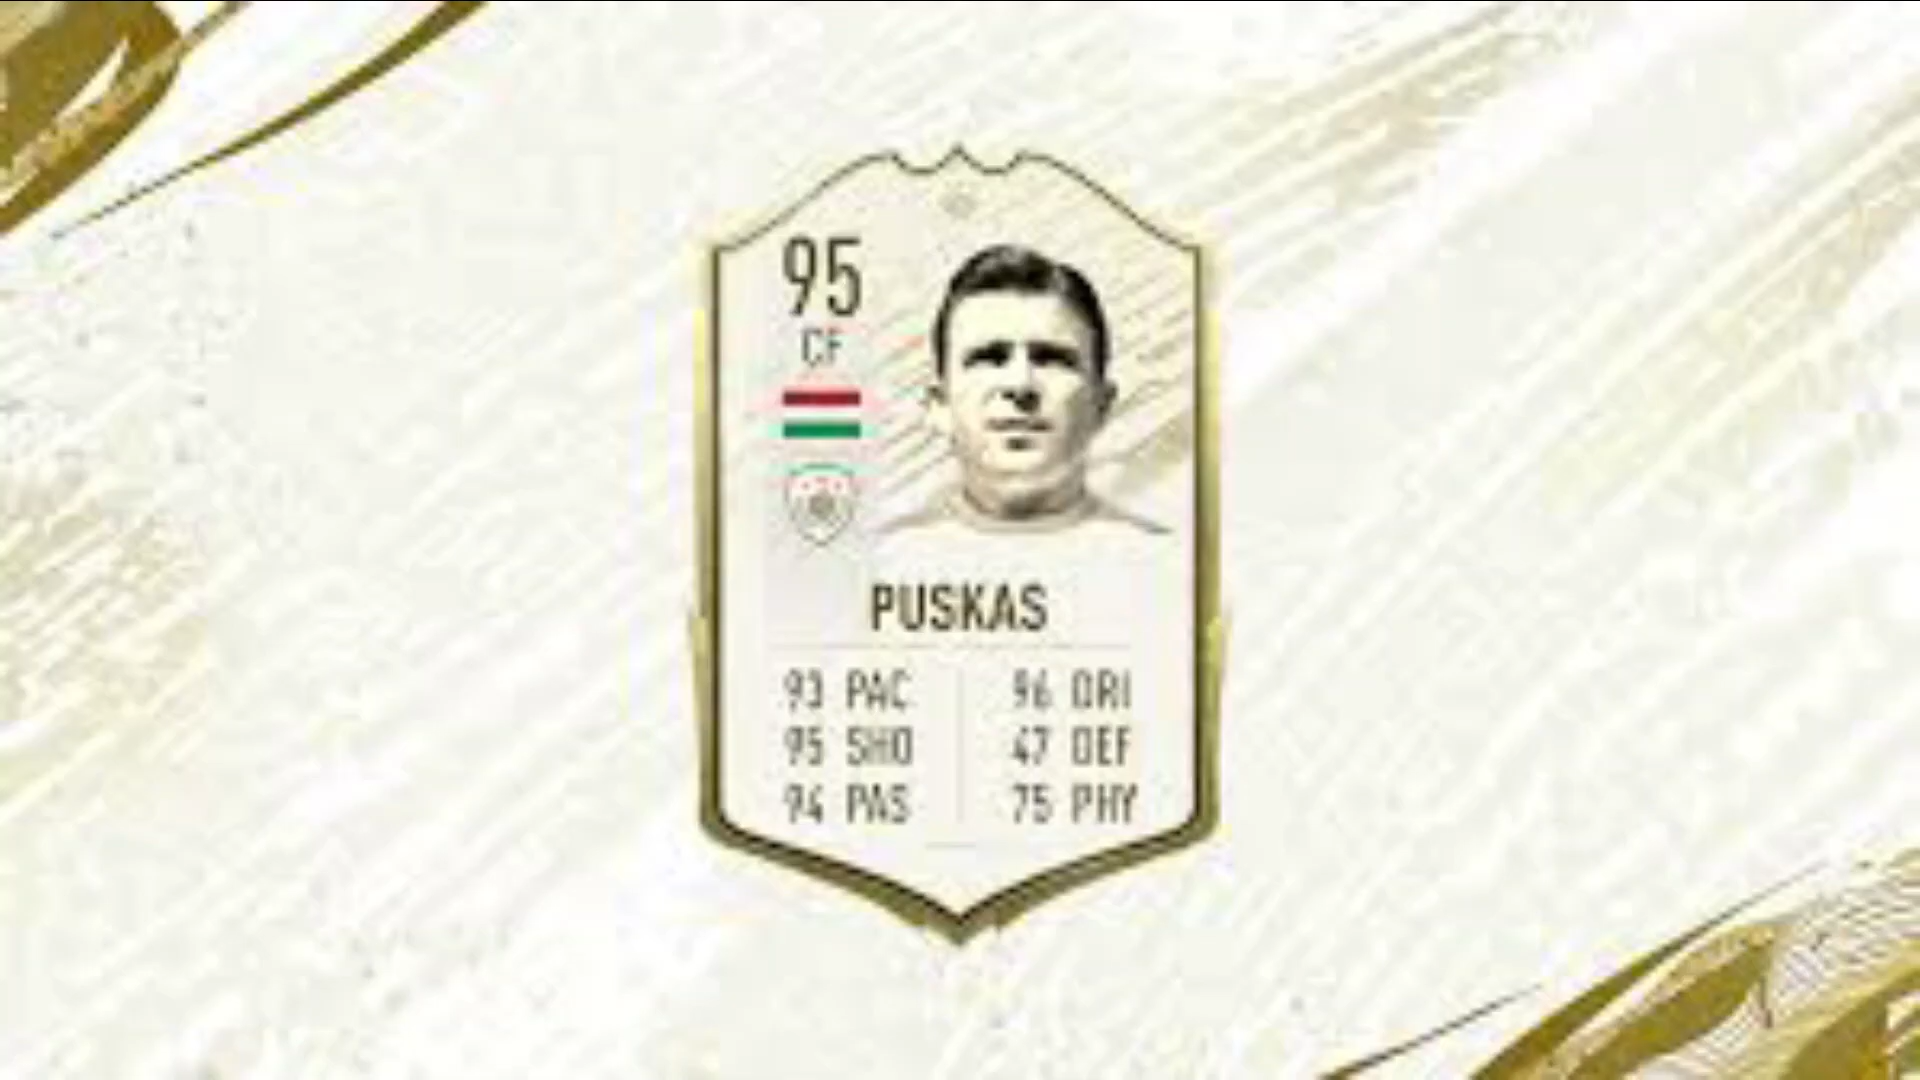 95
CF
PUSKAS
93 PAC
95 SHO
94 PAS
96 DRI
47 DEF
75 PHY